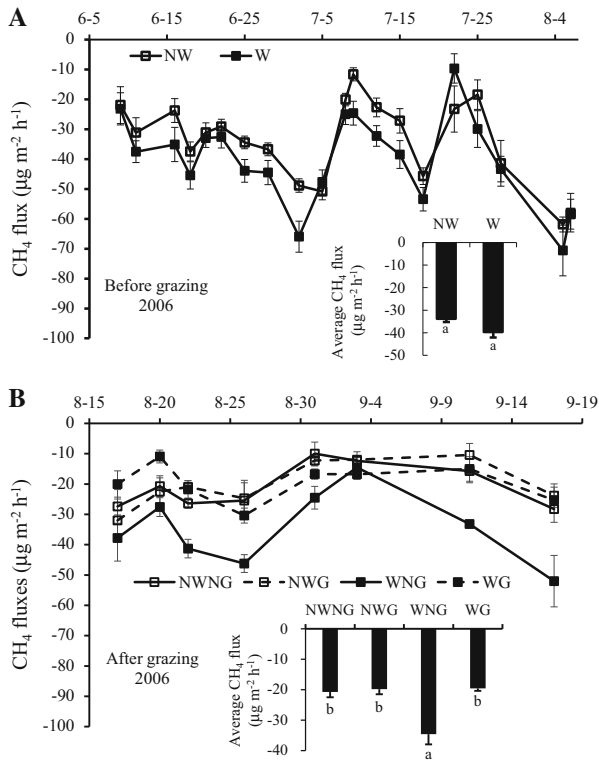 A
6-5 6-15 6-25 7-5 7-15 7-25 8-4
0
-10
-20
-30
-40
-50
-60
-70
-80
-90
-100
CH4 flux (µg m-2 h-1)
NW W
Before grazing
2006
NW W
0
-10
-20
-30
-40
-50
Average CH4 flux
(µg m-2 h-1)
a a
B
8-15 8-20 8-26 8-30 9-4 9-9 9-14 9-19
0
-10
-20
-30
-40
-50
-60
-70
-80
-90
-100
CH4 fluxes (µg m-2 h-1)
NWNG NWG WNG WG
After grazing
2006
NWNG NWG WNG WG
0
-10
-20
-30
-40
Average CH4 flux
(µg m-2 h-1)
b b a b